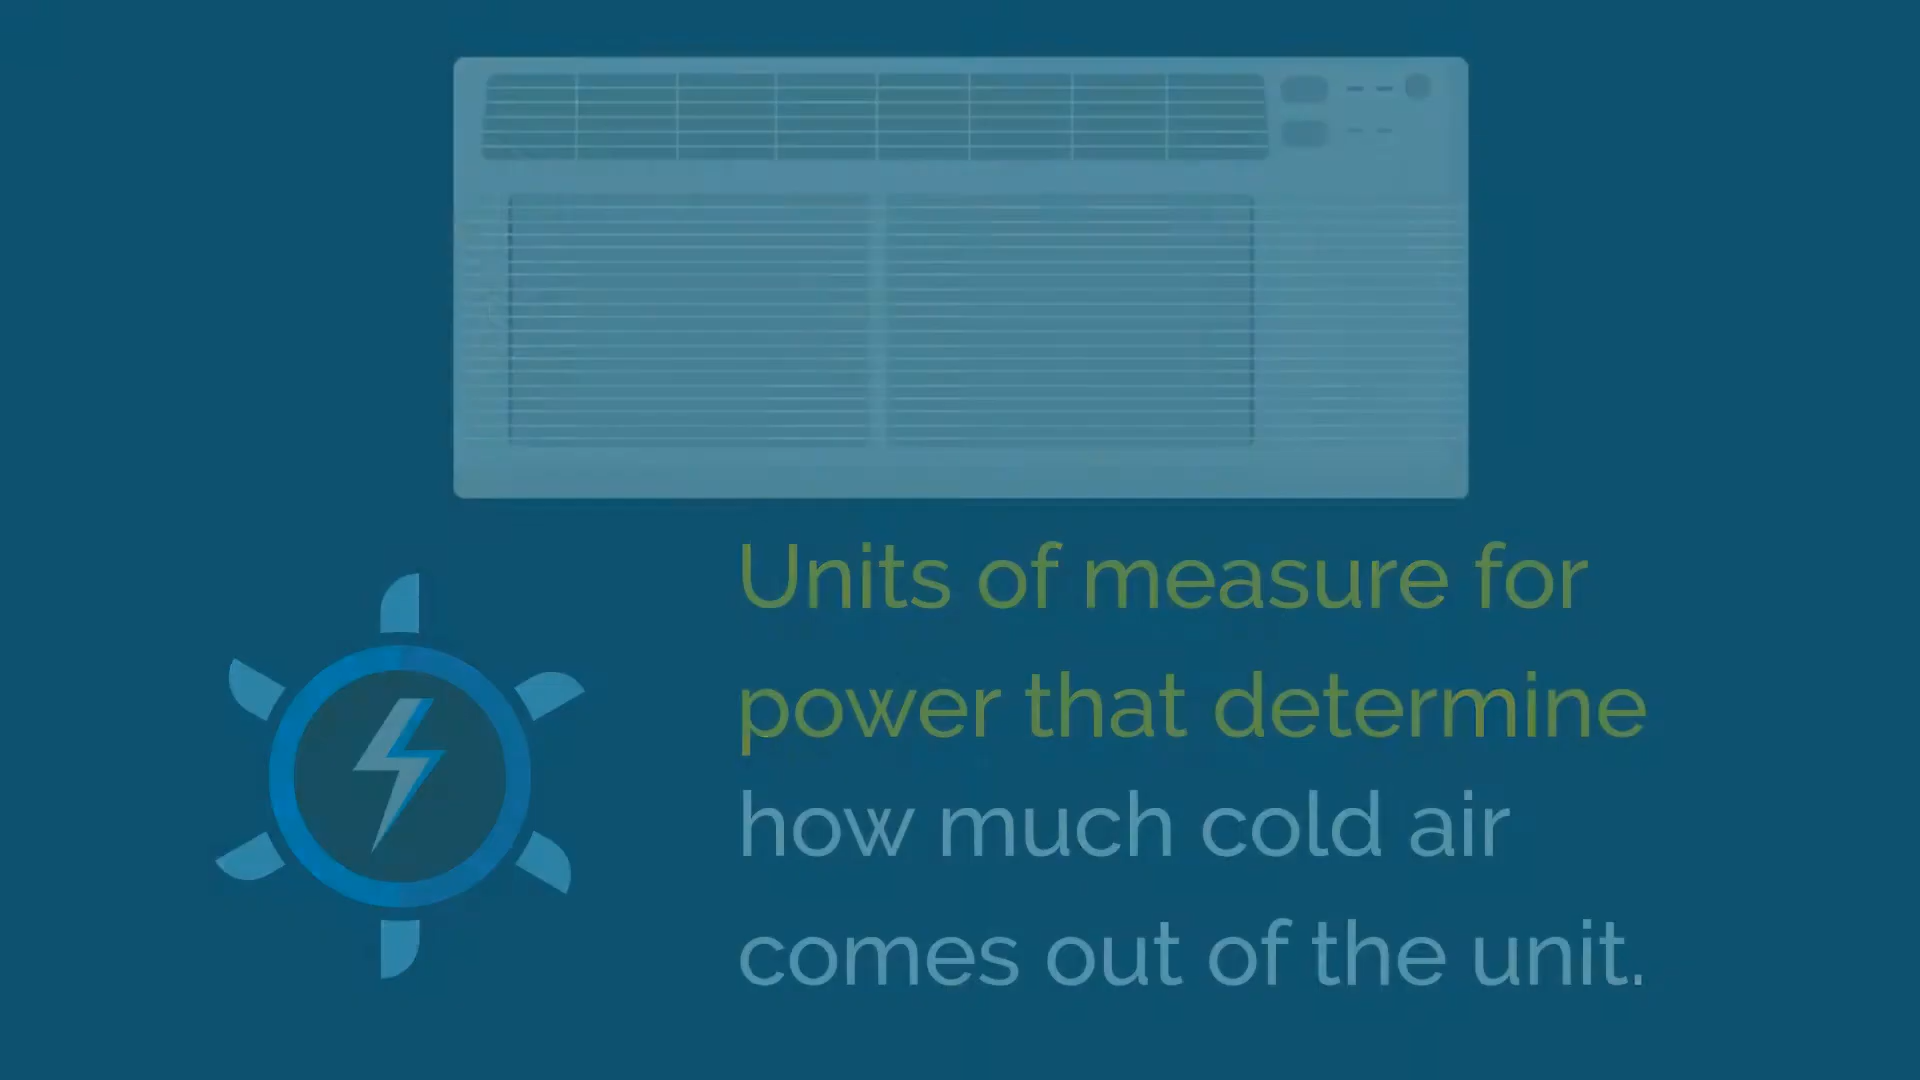 Units of measure for
power that determine
how much cold air
comes out of the unit.